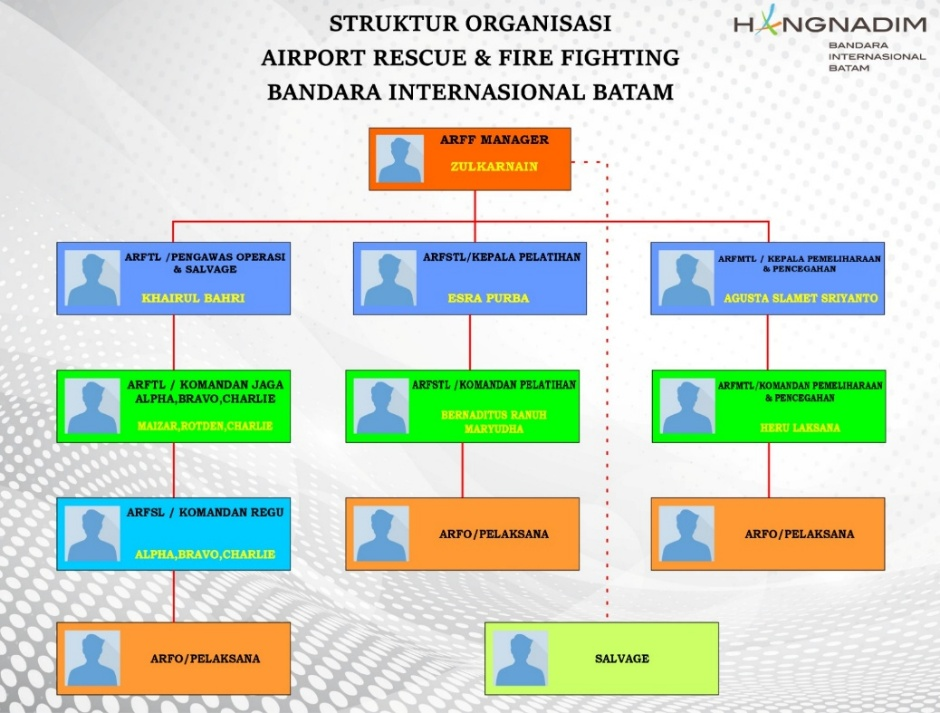 STRUKTUR ORGANISASI
AIRPORT RESCUE & FIRE FIGHTING
BANDARA INTERNASIONAL BATAM
HANGNADIM
BANDARA
INTERNASIONAL
BATAM
ARFF MANAGER
ZULKARNAIN
ARFTL /PENGAWAS OPERASI
& SALVAGE
KHAIRUL BAHRI
ARFSTL/KEPALA PELATIHAN
ESRA PURBA
ARFMTL / KEPALA PEMELIHARAAN
& PENCEGAHAN
AGUSTA SLAMET SRIYANTO
ARFTL / KOMANDAN JAGA
ALPHA,BRAVO,CHARLIE
MAIZAR,ROTDEN,CHARLIE
ARFSTL /KOMANDAN PELATIHAN
BERNADITUS RANUH
MARYUDHA
ARFMTL/KOMANDAN PEMELIHARAAN
& PENCEGAHAN
HERU LAKSANA
ARFSL / KOMANDAN REGU
ALPHA,BRAVO,CHARLIE
ARFO/PELAKSANA
ARFO/PELAKSANA
ARFO/PELAKSANA
SALVAGE